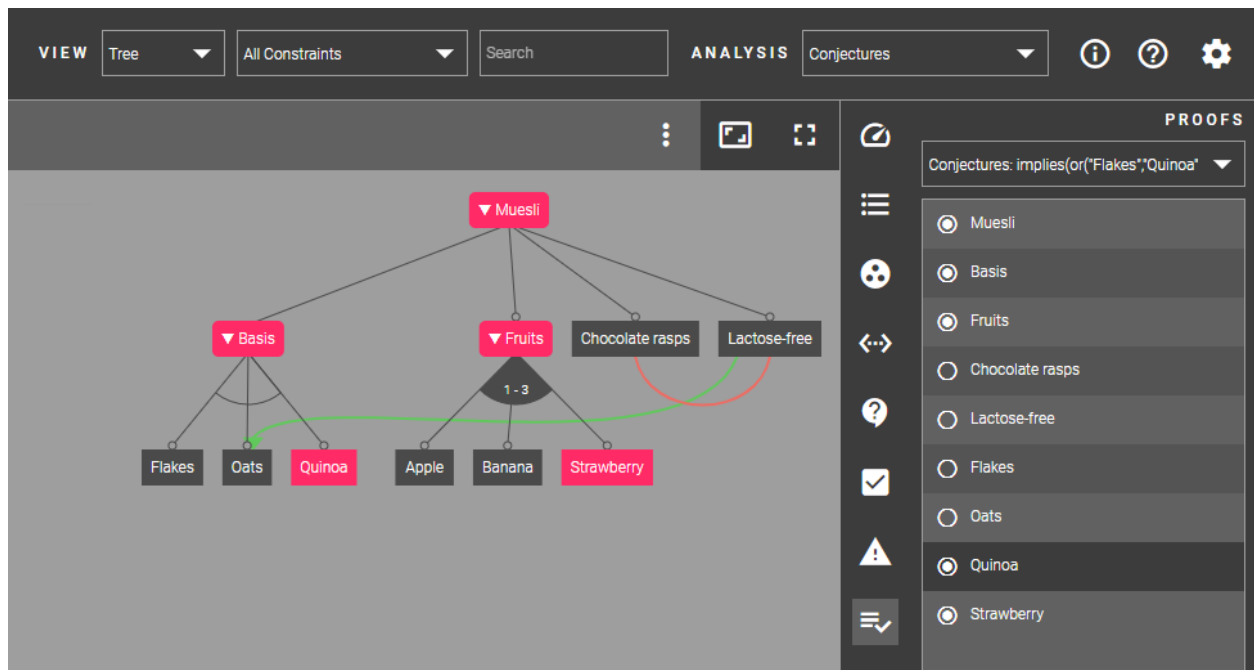 VIEW Tree All Constraints Search ANALYSIS Conjectures
PROOFS
Conjectures: implies(or("Flakes","Quinoa"
Muesli
Basis Fruits Chocolate rasps Lactose-free
1 - 3
Flakes Oats Quinoa Apple Banana Strawberry
Muesli
Basis
Fruits
Chocolate rasps
Lactose-free
Flakes
Oats
Quinoa
Strawberry